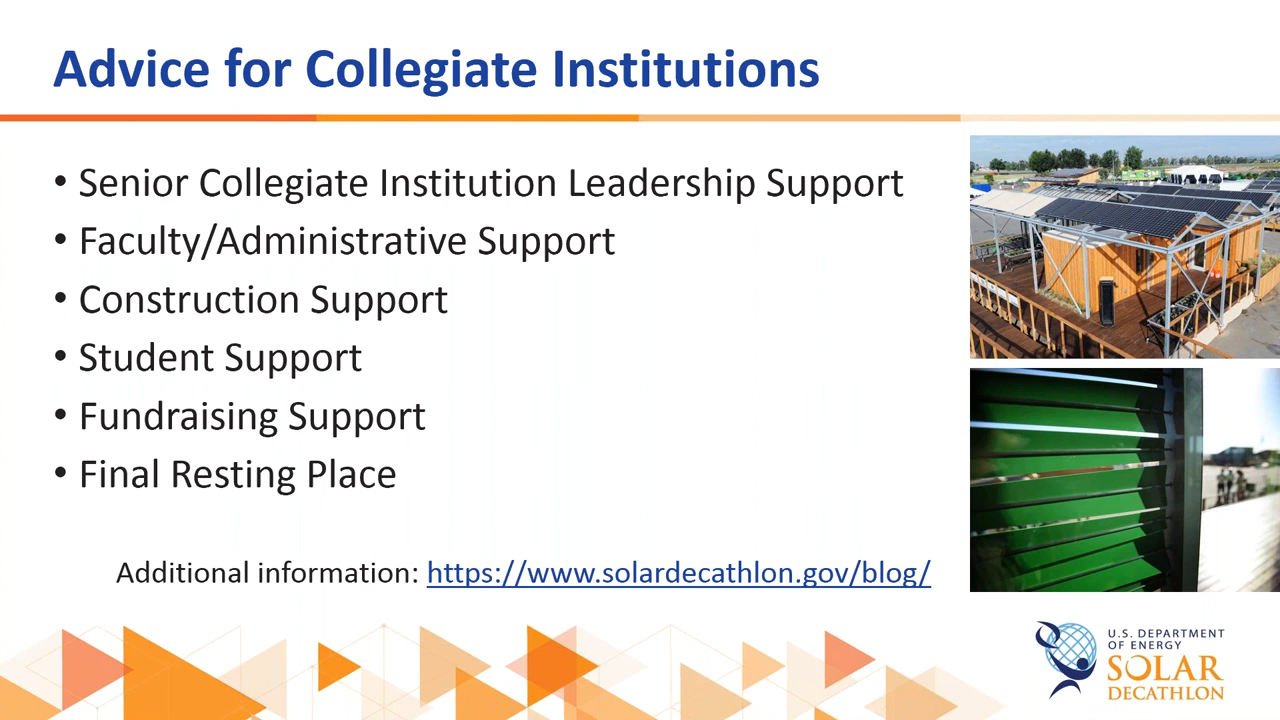 Advice for Collegiate Institutions
• Senior Collegiate Institution Leadership Support
• Faculty/Administrative Support
• Construction Support
• Student Support
• Fundraising Support
• Final Resting Place
Additional information: https://www.solardecathlon.gov/blog/
U.S. DEPARTMENT
OF ENERGY
SOLAR
DECATHLON